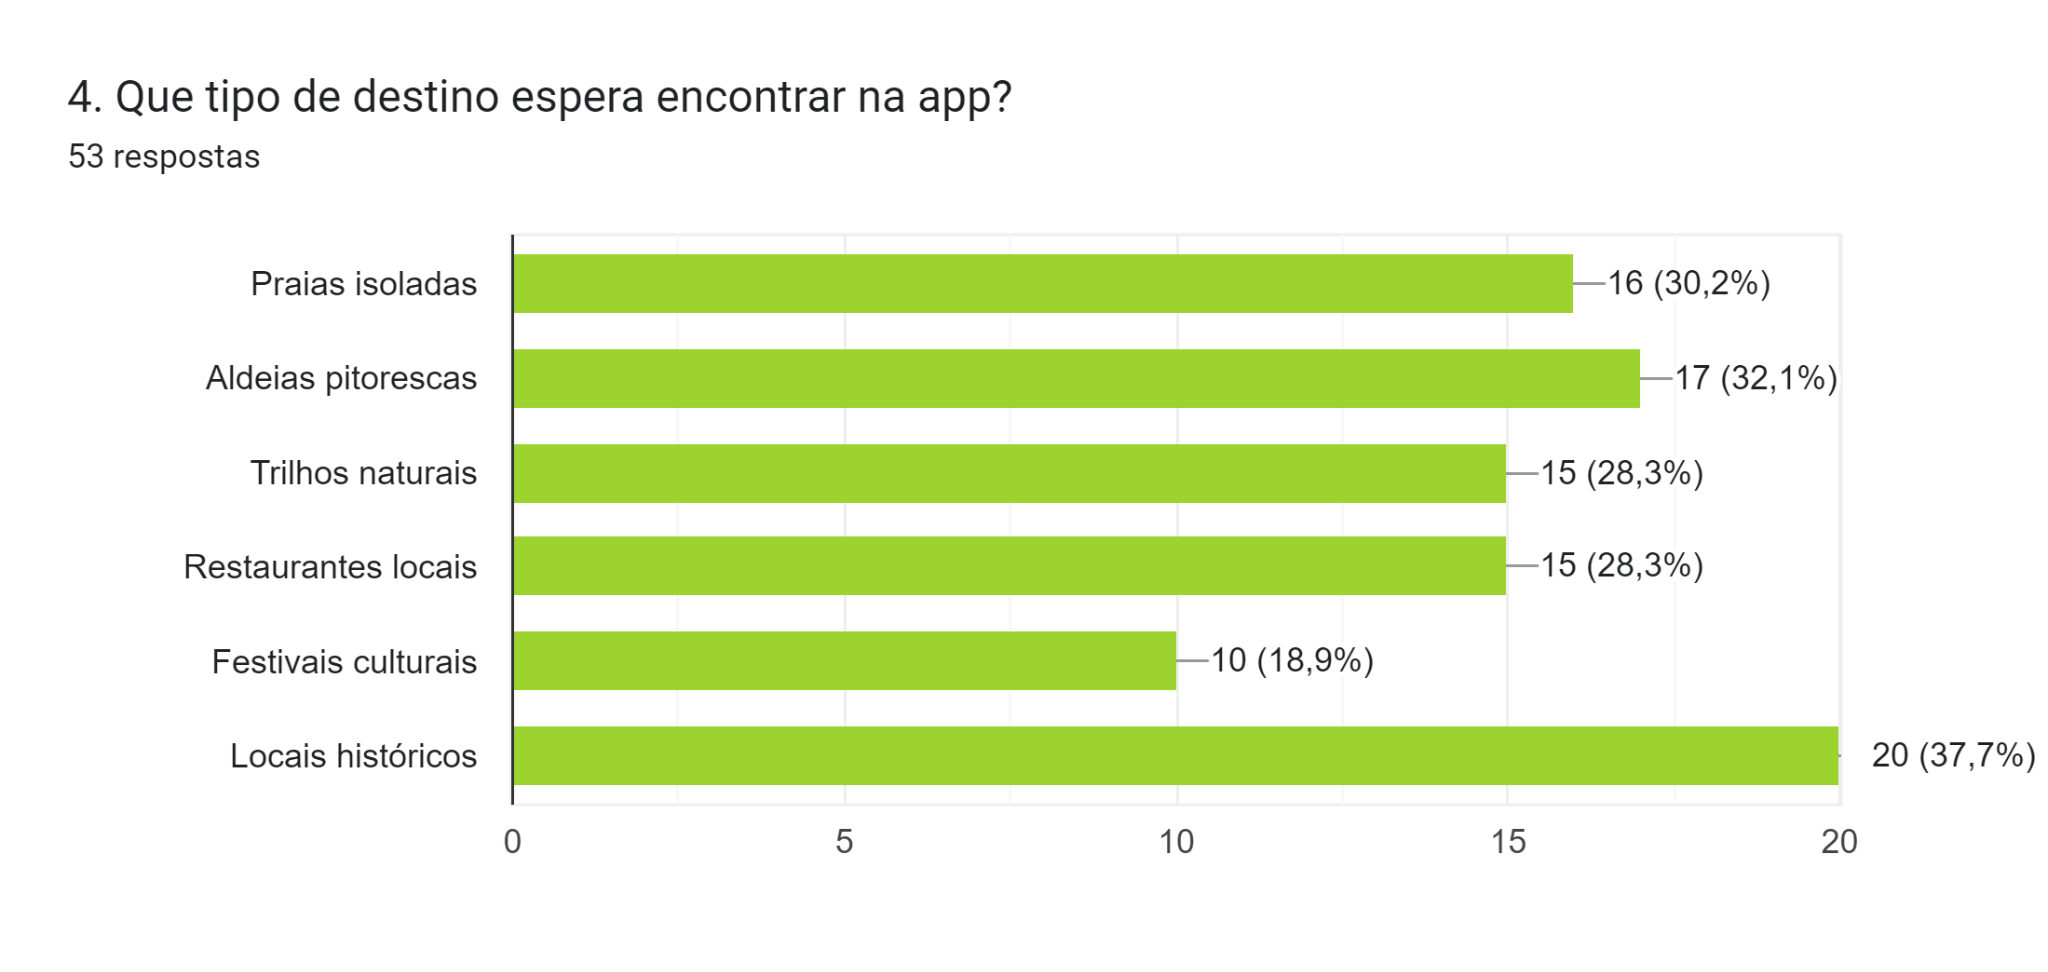 4. Que tipo de destino espera encontrar na app?
53 respostas
Praias isoladas 16 (30,2%)
Aldeias pitorescas 17 (32,1%)
Trilhos naturais 15 (28,3%)
Restaurantes locais 15 (28,3%)
Festivais culturais 10 (18,9%)
Locais históricos 20 (37,7%)
0 5 10 15 20